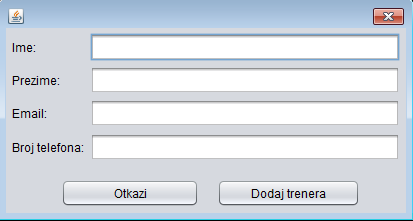 Ime:
Prezime:
Email:
Broj telefona:
Otkazi Dodaj trenera